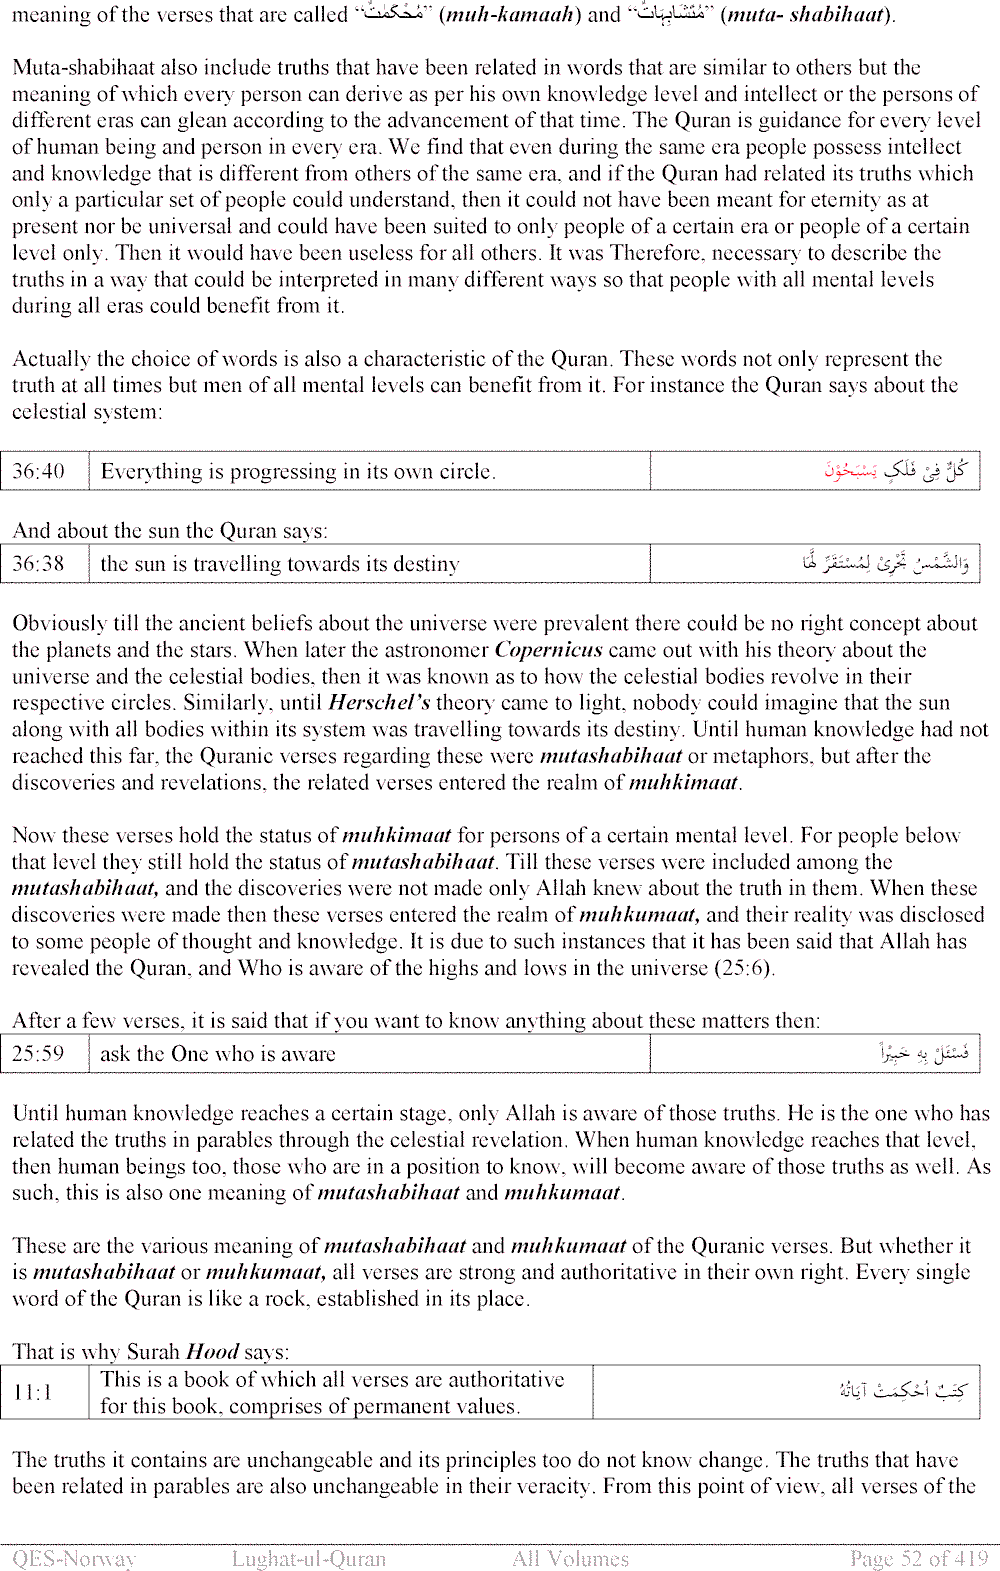 meaning of the verses that are called “مُحْکَمٰتٌ” (muh-kamaah) and “مُتَشَابِہَاتٌ” (muta- shabihaat).
Muta-shabihaat also include truths that have been related in words that are similar to others but the
meaning of which every person can derive as per his own knowledge level and intellect or the persons of
different eras can glean according to the advancement of that time. The Quran is guidance for every level
of human being and person in every era. We find that even during the same era people possess intellect
and knowledge that is different from others of the same era, and if the Quran had related its truths which
only a particular set of people could understand, then it could not have been meant for eternity as at
present nor be universal and could have been suited to only people of a certain era or people of a certain
level only. Then it would have been useless for all others. It was Therefore, necessary to describe the
truths in a way that could be interpreted in many different ways so that people with all mental levels
during all eras could benefit from it.
Actually the choice of words is also a characteristic of the Quran. These words not only represent the
truth at all times but men of all mental levels can benefit from it. For instance the Quran says about the
celestial system:
36:40 Everything is progressing in its own circle. کُلٌّ فِیْ فَلَکٍ یَسْبَحُوْنَ
And about the sun the Quran says:
36:38 the sun is travelling towards its destiny وَالشَّمْسُ تَجْرِیْ لِمُسْتَقَرٍّ لَّهَا
Obviously till the ancient beliefs about the universe were prevalent there could be no right concept about
the planets and the stars. When later the astronomer Copernicus came out with his theory about the
universe and the celestial bodies, then it was known as to how the celestial bodies revolve in their
respective circles. Similarly, until Herschel’s theory came to light, nobody could imagine that the sun
along with all bodies within its system was travelling towards its destiny. Until human knowledge had not
reached this far, the Quranic verses regarding these were mutashabihaat or metaphors, but after the
discoveries and revelations, the related verses entered the realm of muhkimaat.
Now these verses hold the status of muhkimaat for persons of a certain mental level. For people below
that level they still hold the status of mutashabihaat. Till these verses were included among the
mutashabihaat, and the discoveries were not made only Allah knew about the truth in them. When these
discoveries were made then these verses entered the realm of muhkumaat, and their reality was disclosed
to some people of thought and knowledge. It is due to such instances that it has been said that Allah has
revealed the Quran, and Who is aware of the highs and lows in the universe (25:6).
After a few verses, it is said that if you want to know anything about these matters then:
25:59 ask the One who is aware فَسْئَلْ بِهٖ خَبِیْرًا
Until human knowledge reaches a certain stage, only Allah is aware of those truths. He is the one who has
related the truths in parables through the celestial revelation. When human knowledge reaches that level,
then human beings too, those who are in a position to know, will become aware of those truths as well. As
such, this is also one meaning of mutashabihaat and muhkumaat.
These are the various meaning of mutashabihaat and muhkumaat of the Quranic verses. But whether it
is mutashabihaat or muhkumaat, all verses are strong and authoritative in their own right. Every single
word of the Quran is like a rock, established in its place.
That is why Surah Hood says:
11:1 This is a book of which all verses are authoritative
for this book, comprises of permanent values. کِتٰبٌ اُحْکِمَتْ آیَاتُهُ
The truths it contains are unchangeable and its principles too do not know change. The truths that have
been related in parables are also unchangeable in their veracity. From this point of view, all verses of the
QES-Norway Lughat-ul-Quran All Volumes Page 52 of 419